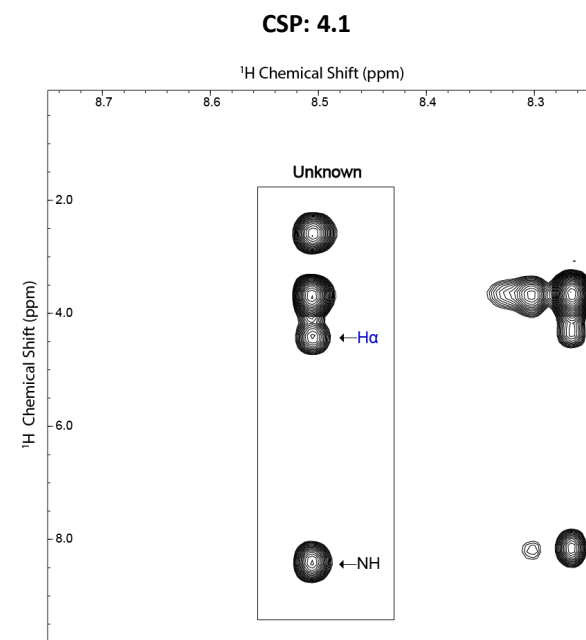 CSP: 4.1
¹H Chemical Shift (ppm)
8.7 8.6 8.5 8.4 8.3
Unknown
2.0
4.0
←Hα
¹H Chemical Shift (ppm)
6.0
8.0
←NH